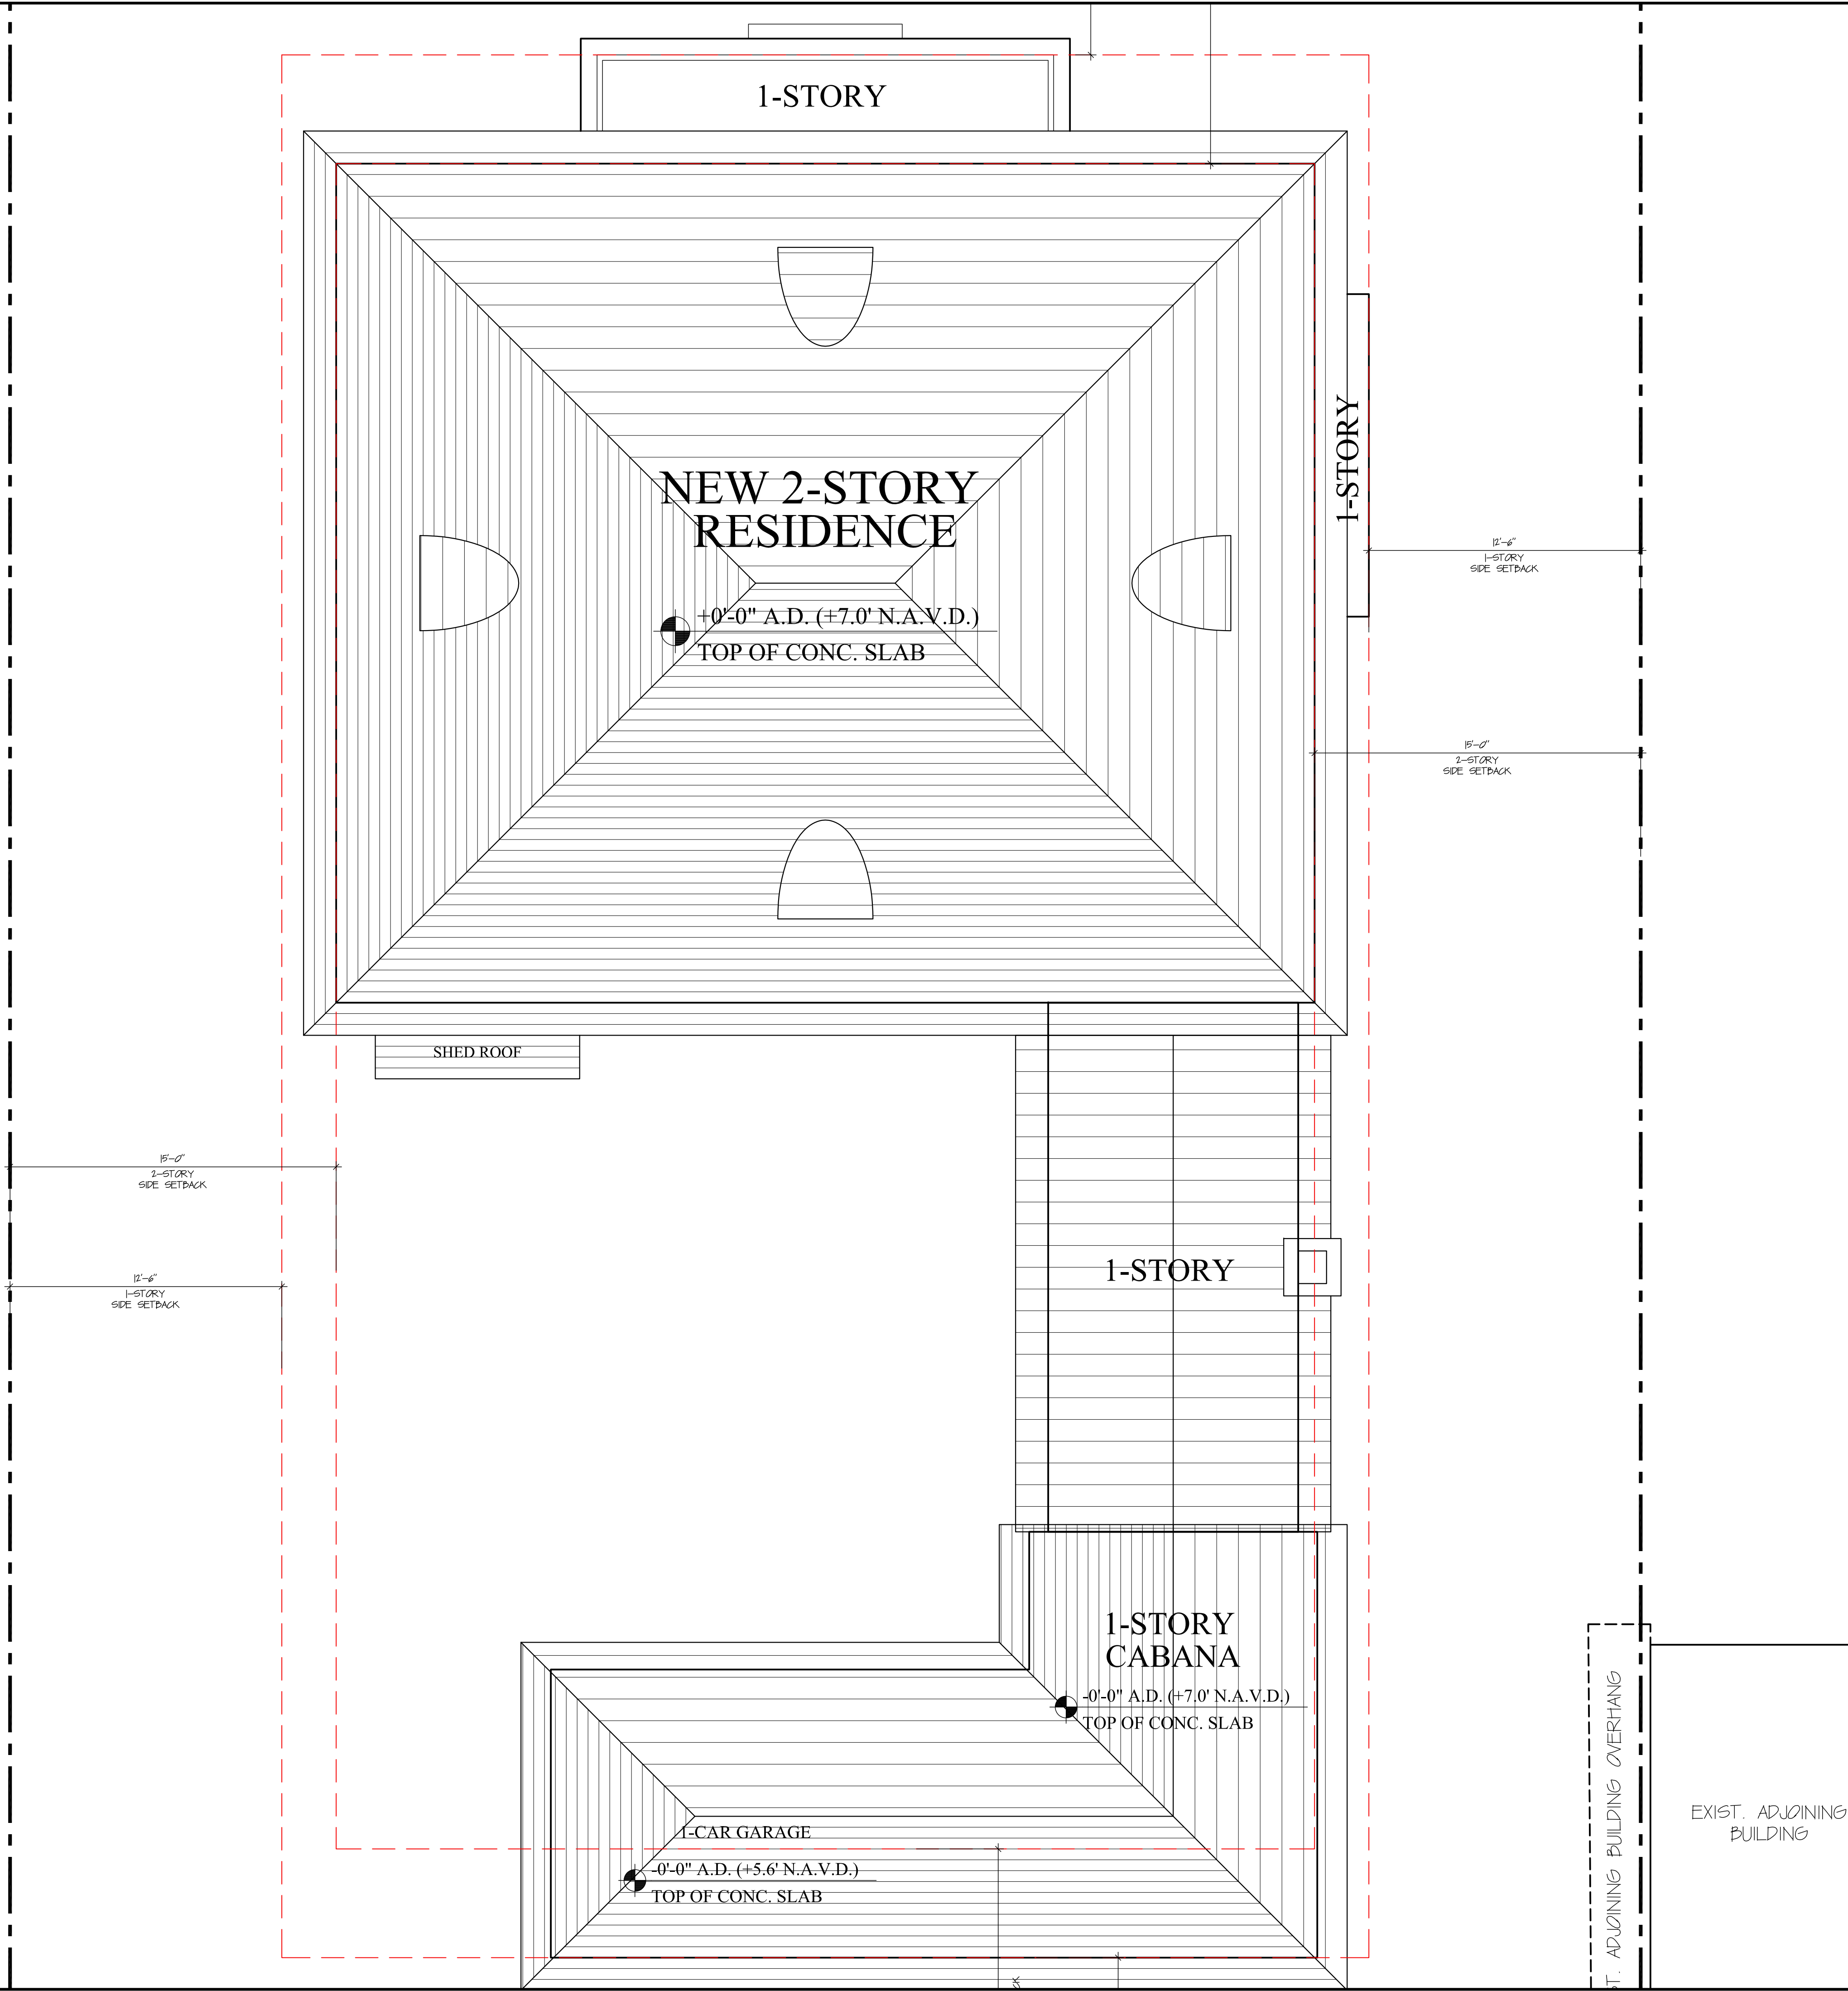 1-STORY
1-STORY
NEW 2-STORY
RESIDENCE
+0'-0" A.D. (+7.0' N.A.V.D.)
TOP OF CONC. SLAB
12'-6"
1-STORY
SIDE SETBACK
15'-0"
2-STORY
SIDE SETBACK
SHED ROOF
15'-0"
2-STORY
SIDE SETBACK
12'-6"
1-STORY
SIDE SETBACK
1-STORY
1-STORY
CABANA
-0'-0" A.D. (+7.0' N.A.V.D.)
TOP OF CONC. SLAB
1-CAR GARAGE
-0'-0" A.D. (+5.6' N.A.V.D.)
TOP OF CONC. SLAB
ADJOINING BUILDING OVERHANG
EXIST. ADJOINING
BUILDING